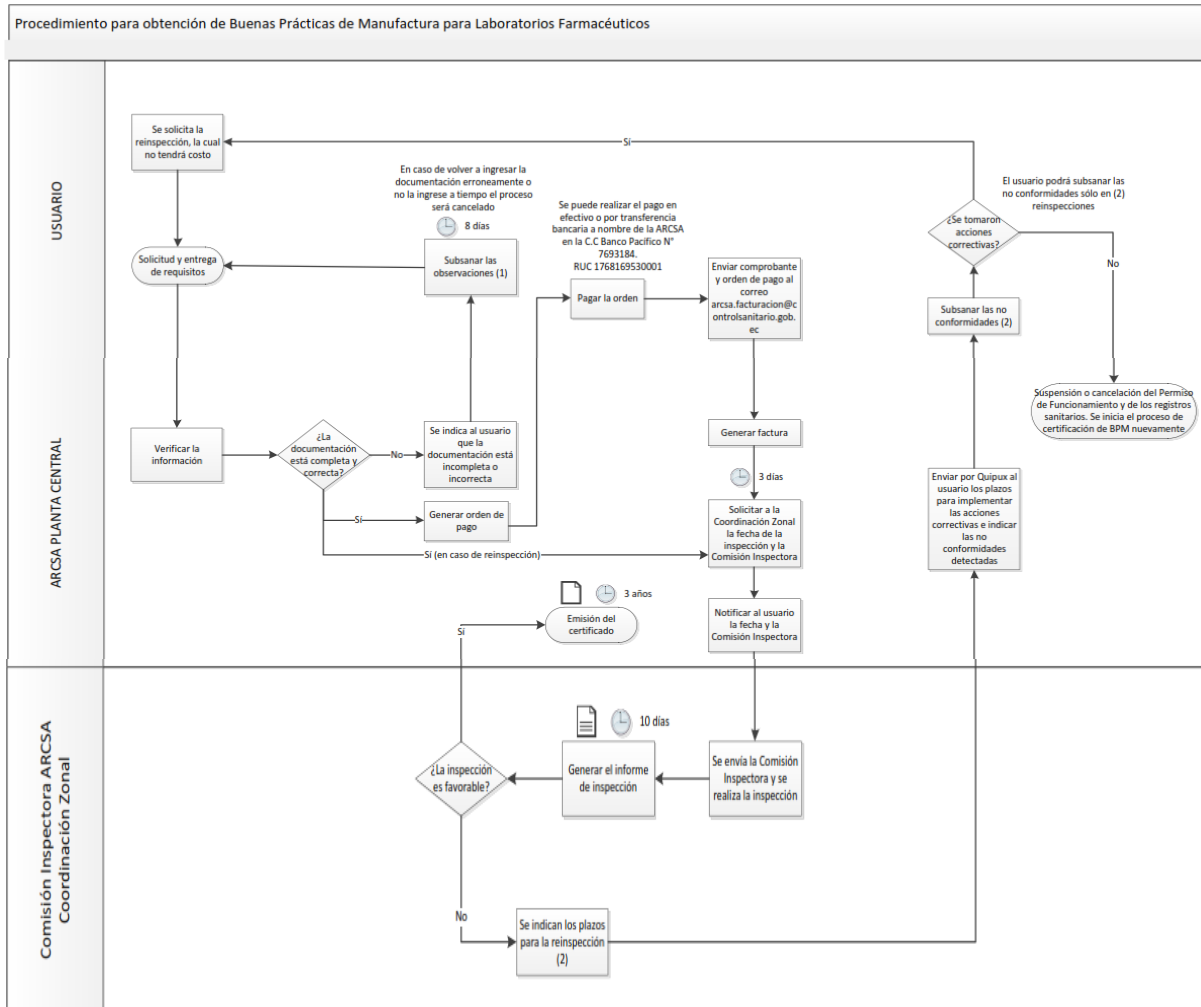 Procedimiento para obtención de Buenas Prácticas de Manufactura para Laboratorios Farmacéuticos
USUARIO
Se solicita la
reinspección, la cual
no tendrá costo
Sí
En caso de volver a ingresar la
documentación erroneamente o
no la ingrese a tiempo el proceso
será cancelado
8 días
Solicitud y entrega
de requisitos
Subsanar las
observaciones (1)
Se puede realizar el pago en
efectivo o por transferencia
bancaria a nombre de la ARCSA
en la C.C Banco Pacífico N°
7693184.
RUC 1768169530001
Pagar la orden
Enviar comprobante
y orden de pago al
correo
arcsa.facturacion@c
ontrolsanitario.gob.
ec
El usuario podrá subsanar las
no conformidades sólo en (2)
reinspecciones
¿Se tomaron
acciones
correctivas?
No
Subsanar las no
conformidades (2)
Suspensión o cancelación del Permiso
de Funcionamiento y de los registros
sanitarios. Se inicia el proceso de
certificación de BPM nuevamente
ARCSA PLANTA CENTRAL
Verificar la
información
¿La
documentación
está completa y
correcta?
No
Se indica al usuario
que la
documentación está
incompleta o
incorrecta
Generar factura
3 días
Sí
Generar orden de
pago
Sí (en caso de reinspección)
Solicitar a la
Coordinación Zonal
la fecha de la
inspección y la
Comisión Inspectora
Enviar por Quipux al
usuario los plazos
para implementar
las acciones
correctivas e indicar
las no
conformidades
detectadas
3 años
Emisión del
certificado
Sí
Notificar al usuario
la fecha y la
Comisión Inspectora
Comisión Inspectora ARCSA
Coordinación Zonal
10 días
¿La inspección
es favorable?
Generar el informe
de inspección
Se envía la Comisión
Inspectora y se
realiza la inspección
No
Se indican los plazos
para la reinspección
(2)